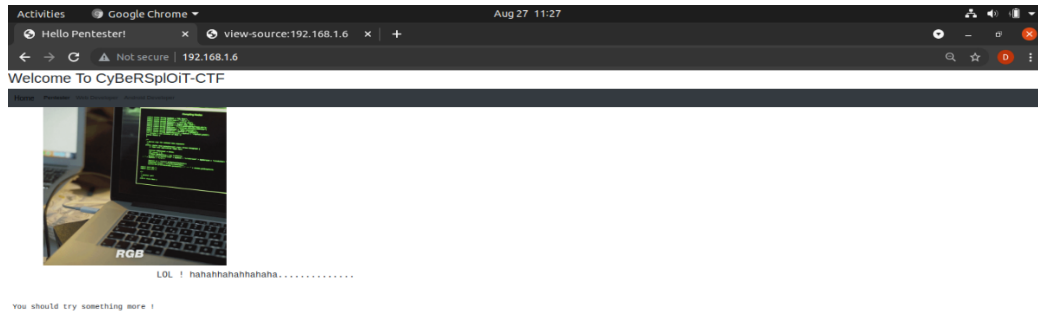 Activities Google Chrome Aug 27 11:27
Hello Pentester! view-source:192.168.1.6
Not secure 192.168.1.6 D
Welcome To CyBeRSplOiT-CTF
Home
RGB
LOL ! hahahhahahhahaha..............
You should try something more !